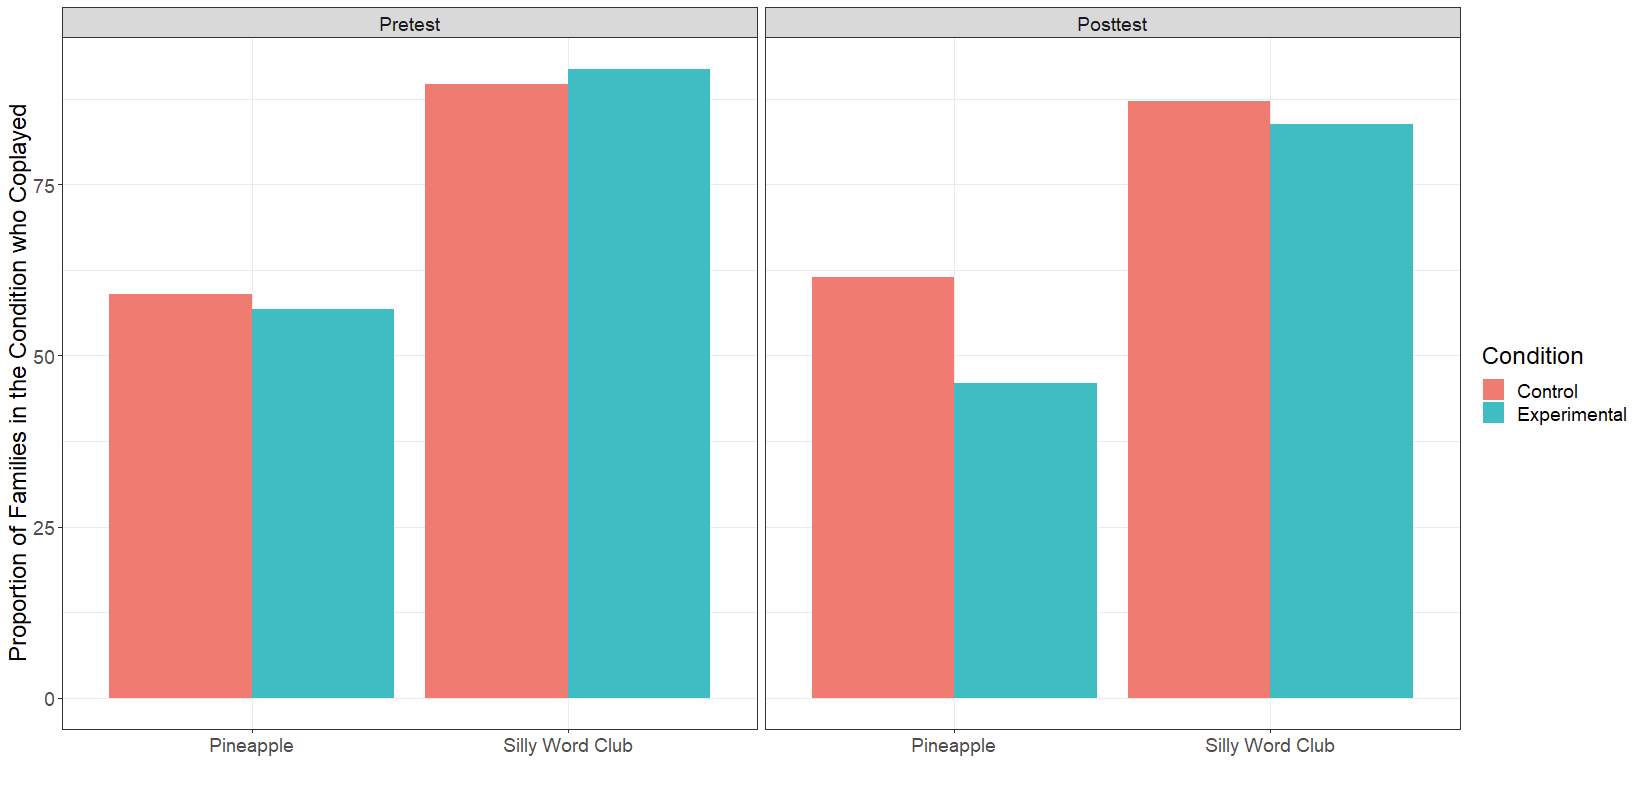 Pretest
Posttest
Proportion of Families in the Condition who Coplayed
75
50
25
0
Pineapple
Silly Word Club
Pineapple
Silly Word Club
Condition
Control
Experimental